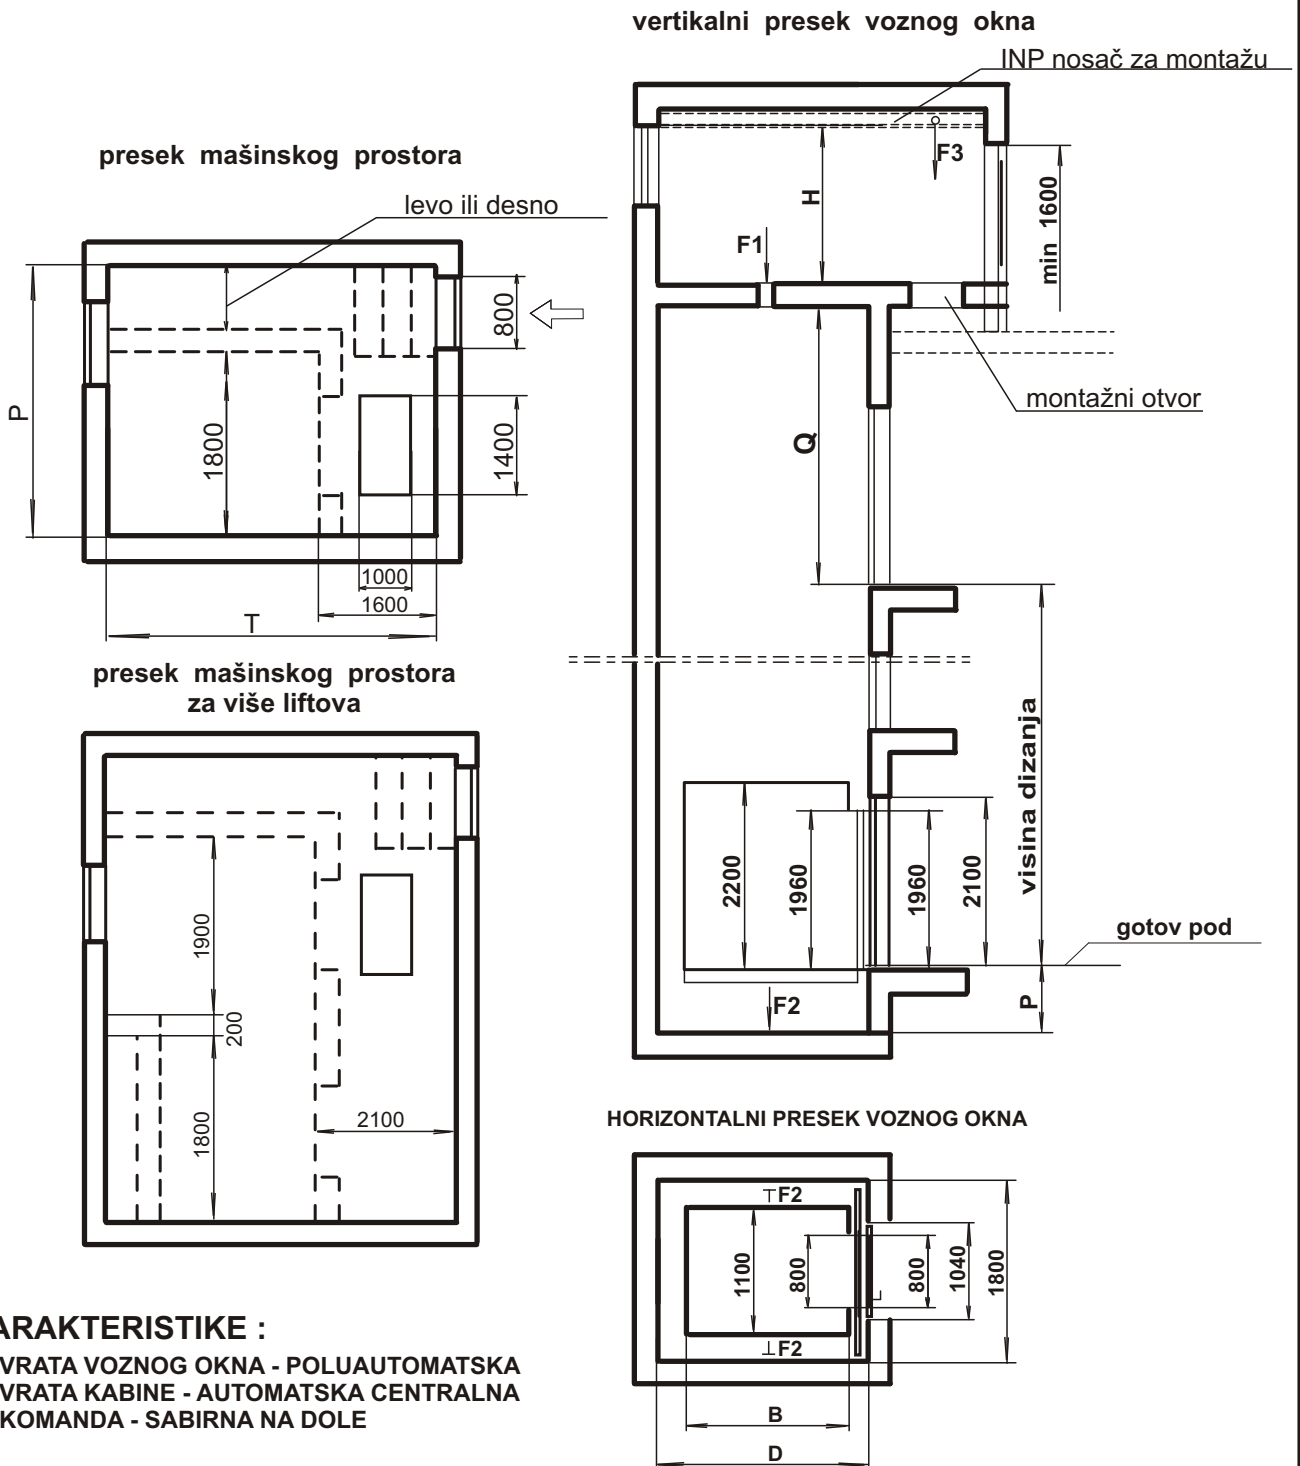 vertikalni presek voznog okna
INP nosač za montažu
presek mašinskog prostora
levo ili desno
F3
H
min 1600
F1
800
P
1800
1400
Q
montažni otvor
1000
1600
T
presek mašinskog prostora
za više liftova
visina dizanja
2200
1960
1960
2100
gotov pod
1900
F2
P
200
1800
2100
HORIZONTALNI PRESEK VOZNOG OKNA
F2
1100
800
800
1040
1800
F2
B
D
ARAKTERISTIKE :
VRATA VOZNOG OKNA - POLUAUTOMATSKA
VRATA KABINE - AUTOMATSKA CENTRALNA
KOMANDA - SABIRNA NA DOLE